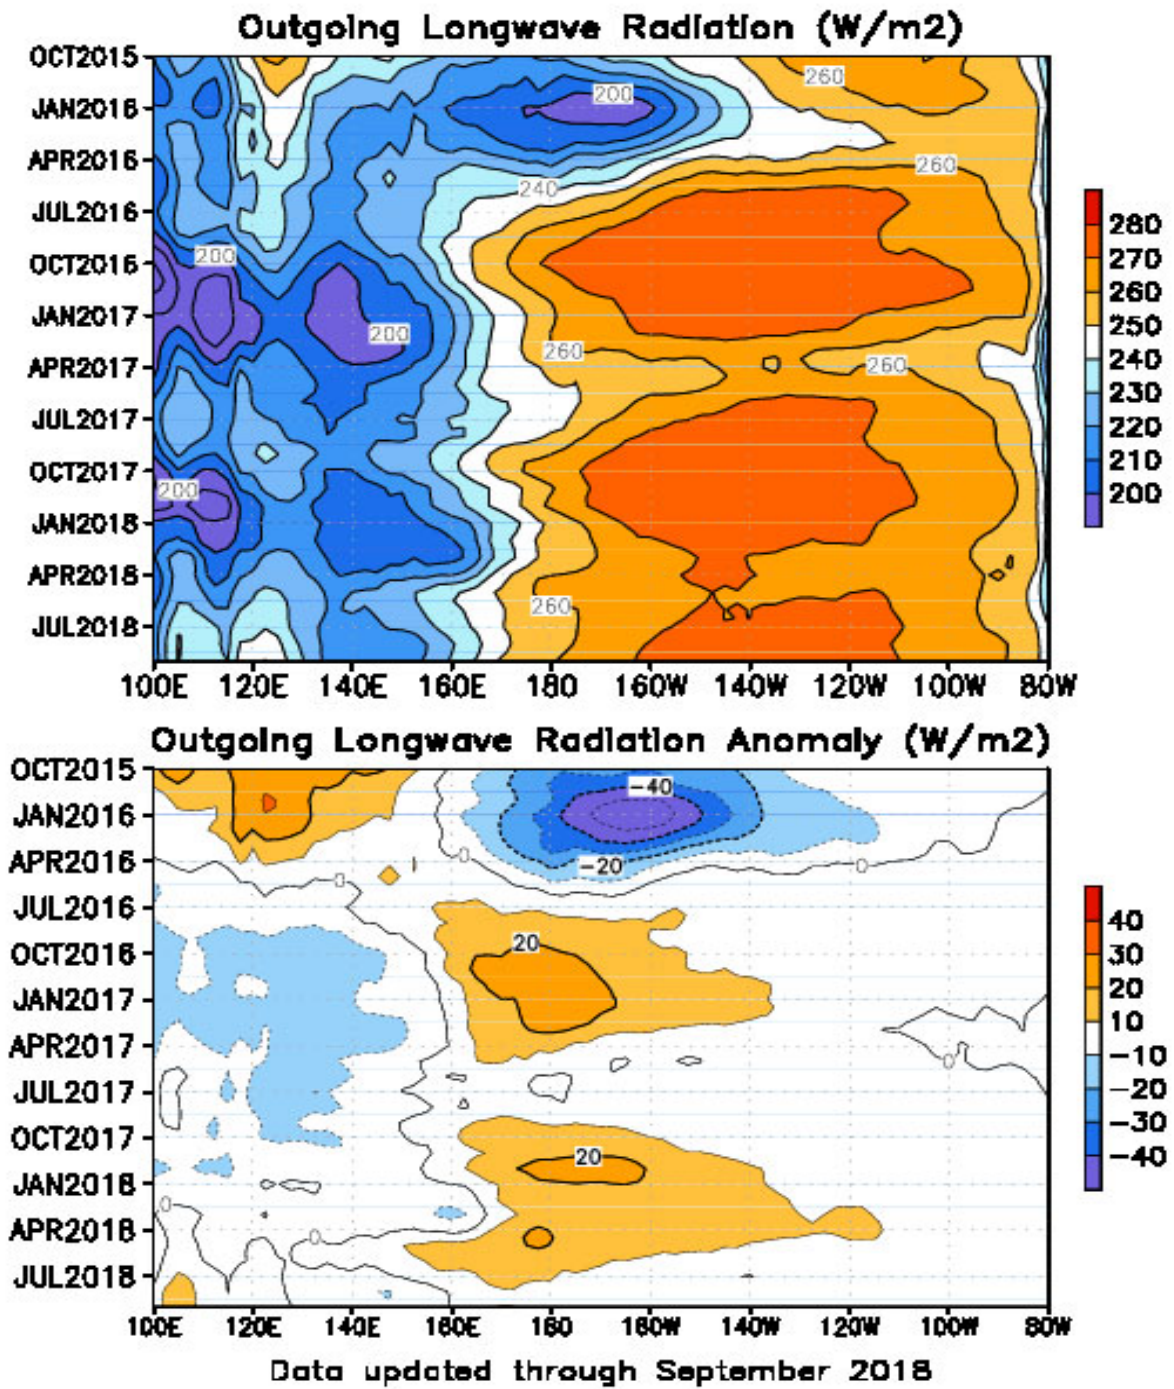 Outgoing Longwave Radiation (W/m2)
OCT2015
JAN2016
APR2016
JUL2016
OCT2016
JAN2017
APR2017
JUL2017
OCT2017
JAN2018
APR2018
JUL2018
260
200
260
240
200
200
260
260
200
260
100E 120E 140E 160E 180 160W 140W 120W 100W 80W
280
270
260
250
240
230
220
210
200
Outgoing Longwave Radiation Anomaly (W/m2)
OCT2015
JAN2016
APR2016
JUL2016
OCT2016
JAN2017
APR2017
JUL2017
OCT2017
JAN2018
APR2018
JUL2018
-40
0
-20
0
0
20
0
20
0
0
100E 120E 140E 160E 180 160W 140W 120W 100W 80W
40
30
20
10
-10
-20
-30
-40
Data updated through September 2018